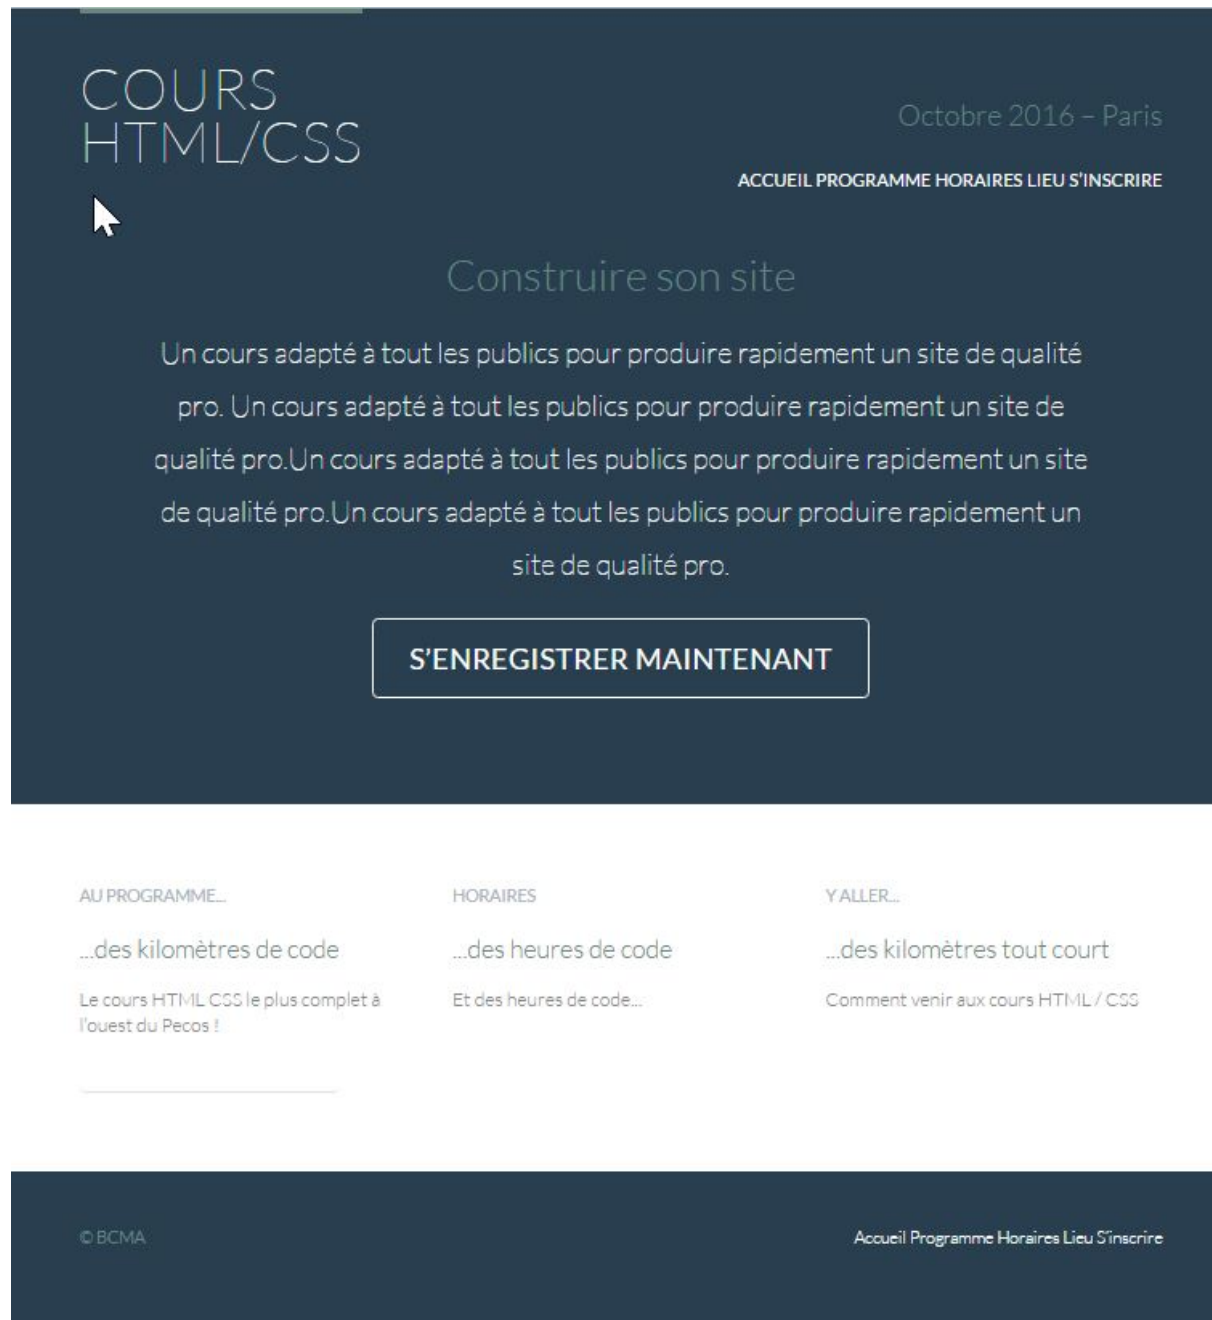 COURS
HTML/CSS
Octobre 2016 – Paris
ACCUEIL PROGRAMME HORAIRES LIEU S'INSCRIRE
Construire son site
Un cours adapté à tout les publics pour produire rapidement un site de qualité
pro. Un cours adapté à tout les publics pour produire rapidement un site de
qualité pro.Un cours adapté à tout les publics pour produire rapidement un site
de qualité pro.Un cours adapté à tout les publics pour produire rapidement un
site de qualité pro.
S'ENREGISTRER MAINTENANT
AU PROGRAMME...
...des kilomètres de code
Le cours HTML CSS le plus complet à
l'ouest du Pecos !
HORAIRES
...des heures de code
Et des heures de code...
Y ALLER...
...des kilomètres tout court
Comment venir aux cours HTML / CSS
© BCMA
Accueil Programme Horaires Lieu S'inscrire